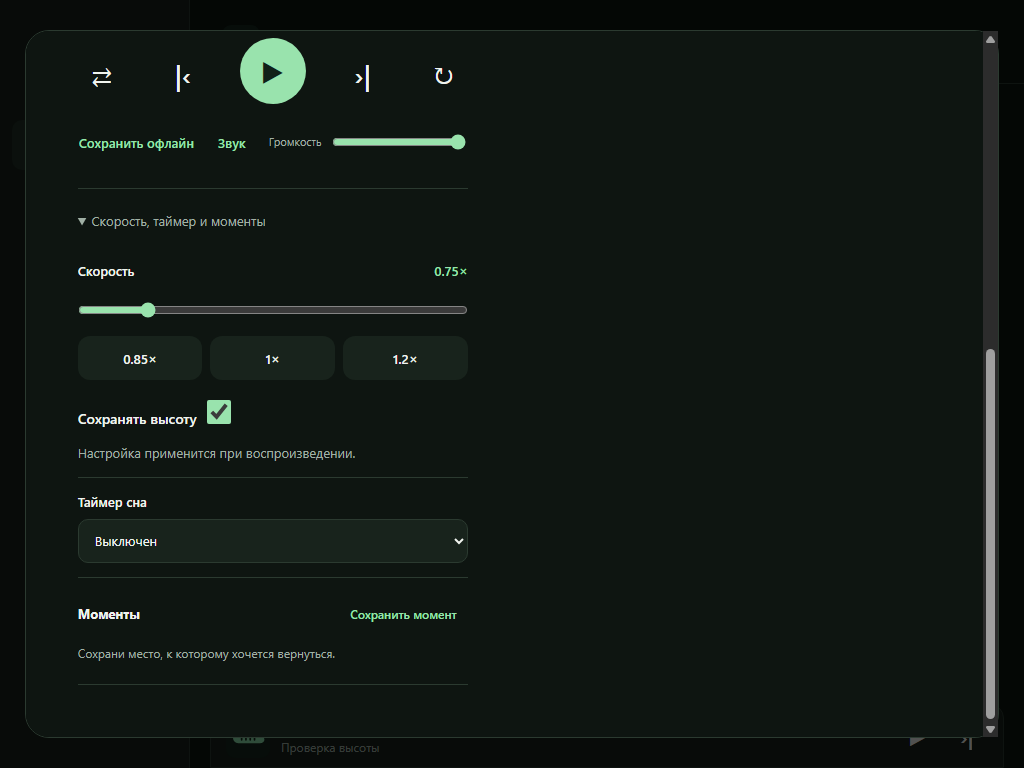 Сохранить офлайн Звук Громкость
Скорость, таймер и моменты
Скорость 0.75×
0.85× 1× 1.2×
Сохранять высоту
Настройка применится при воспроизведении.
Таймер сна
Выключен
Моменты Сохранить момент
Сохрани место, к которому хочется вернуться.
Проверка высоты